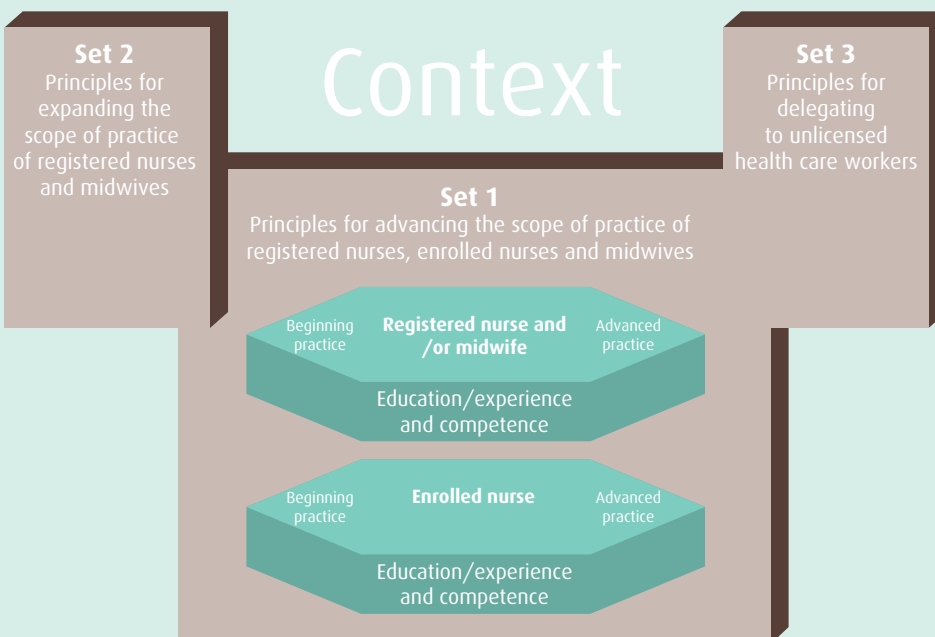 Context
Set 2
Principles for
expanding the
scope of practice
of registered nurses
and midwives
Set 3
Principles for
delegating
to unlicensed
health care workers
Set 1
Principles for advancing the scope of practice of
registered nurses, enrolled nurses and midwives
Beginning
practice
Registered nurse and
/or midwife
Advanced
practice
Education/experience
and competence
Beginning
practice
Enrolled nurse
Advanced
practice
Education/experience
and competence